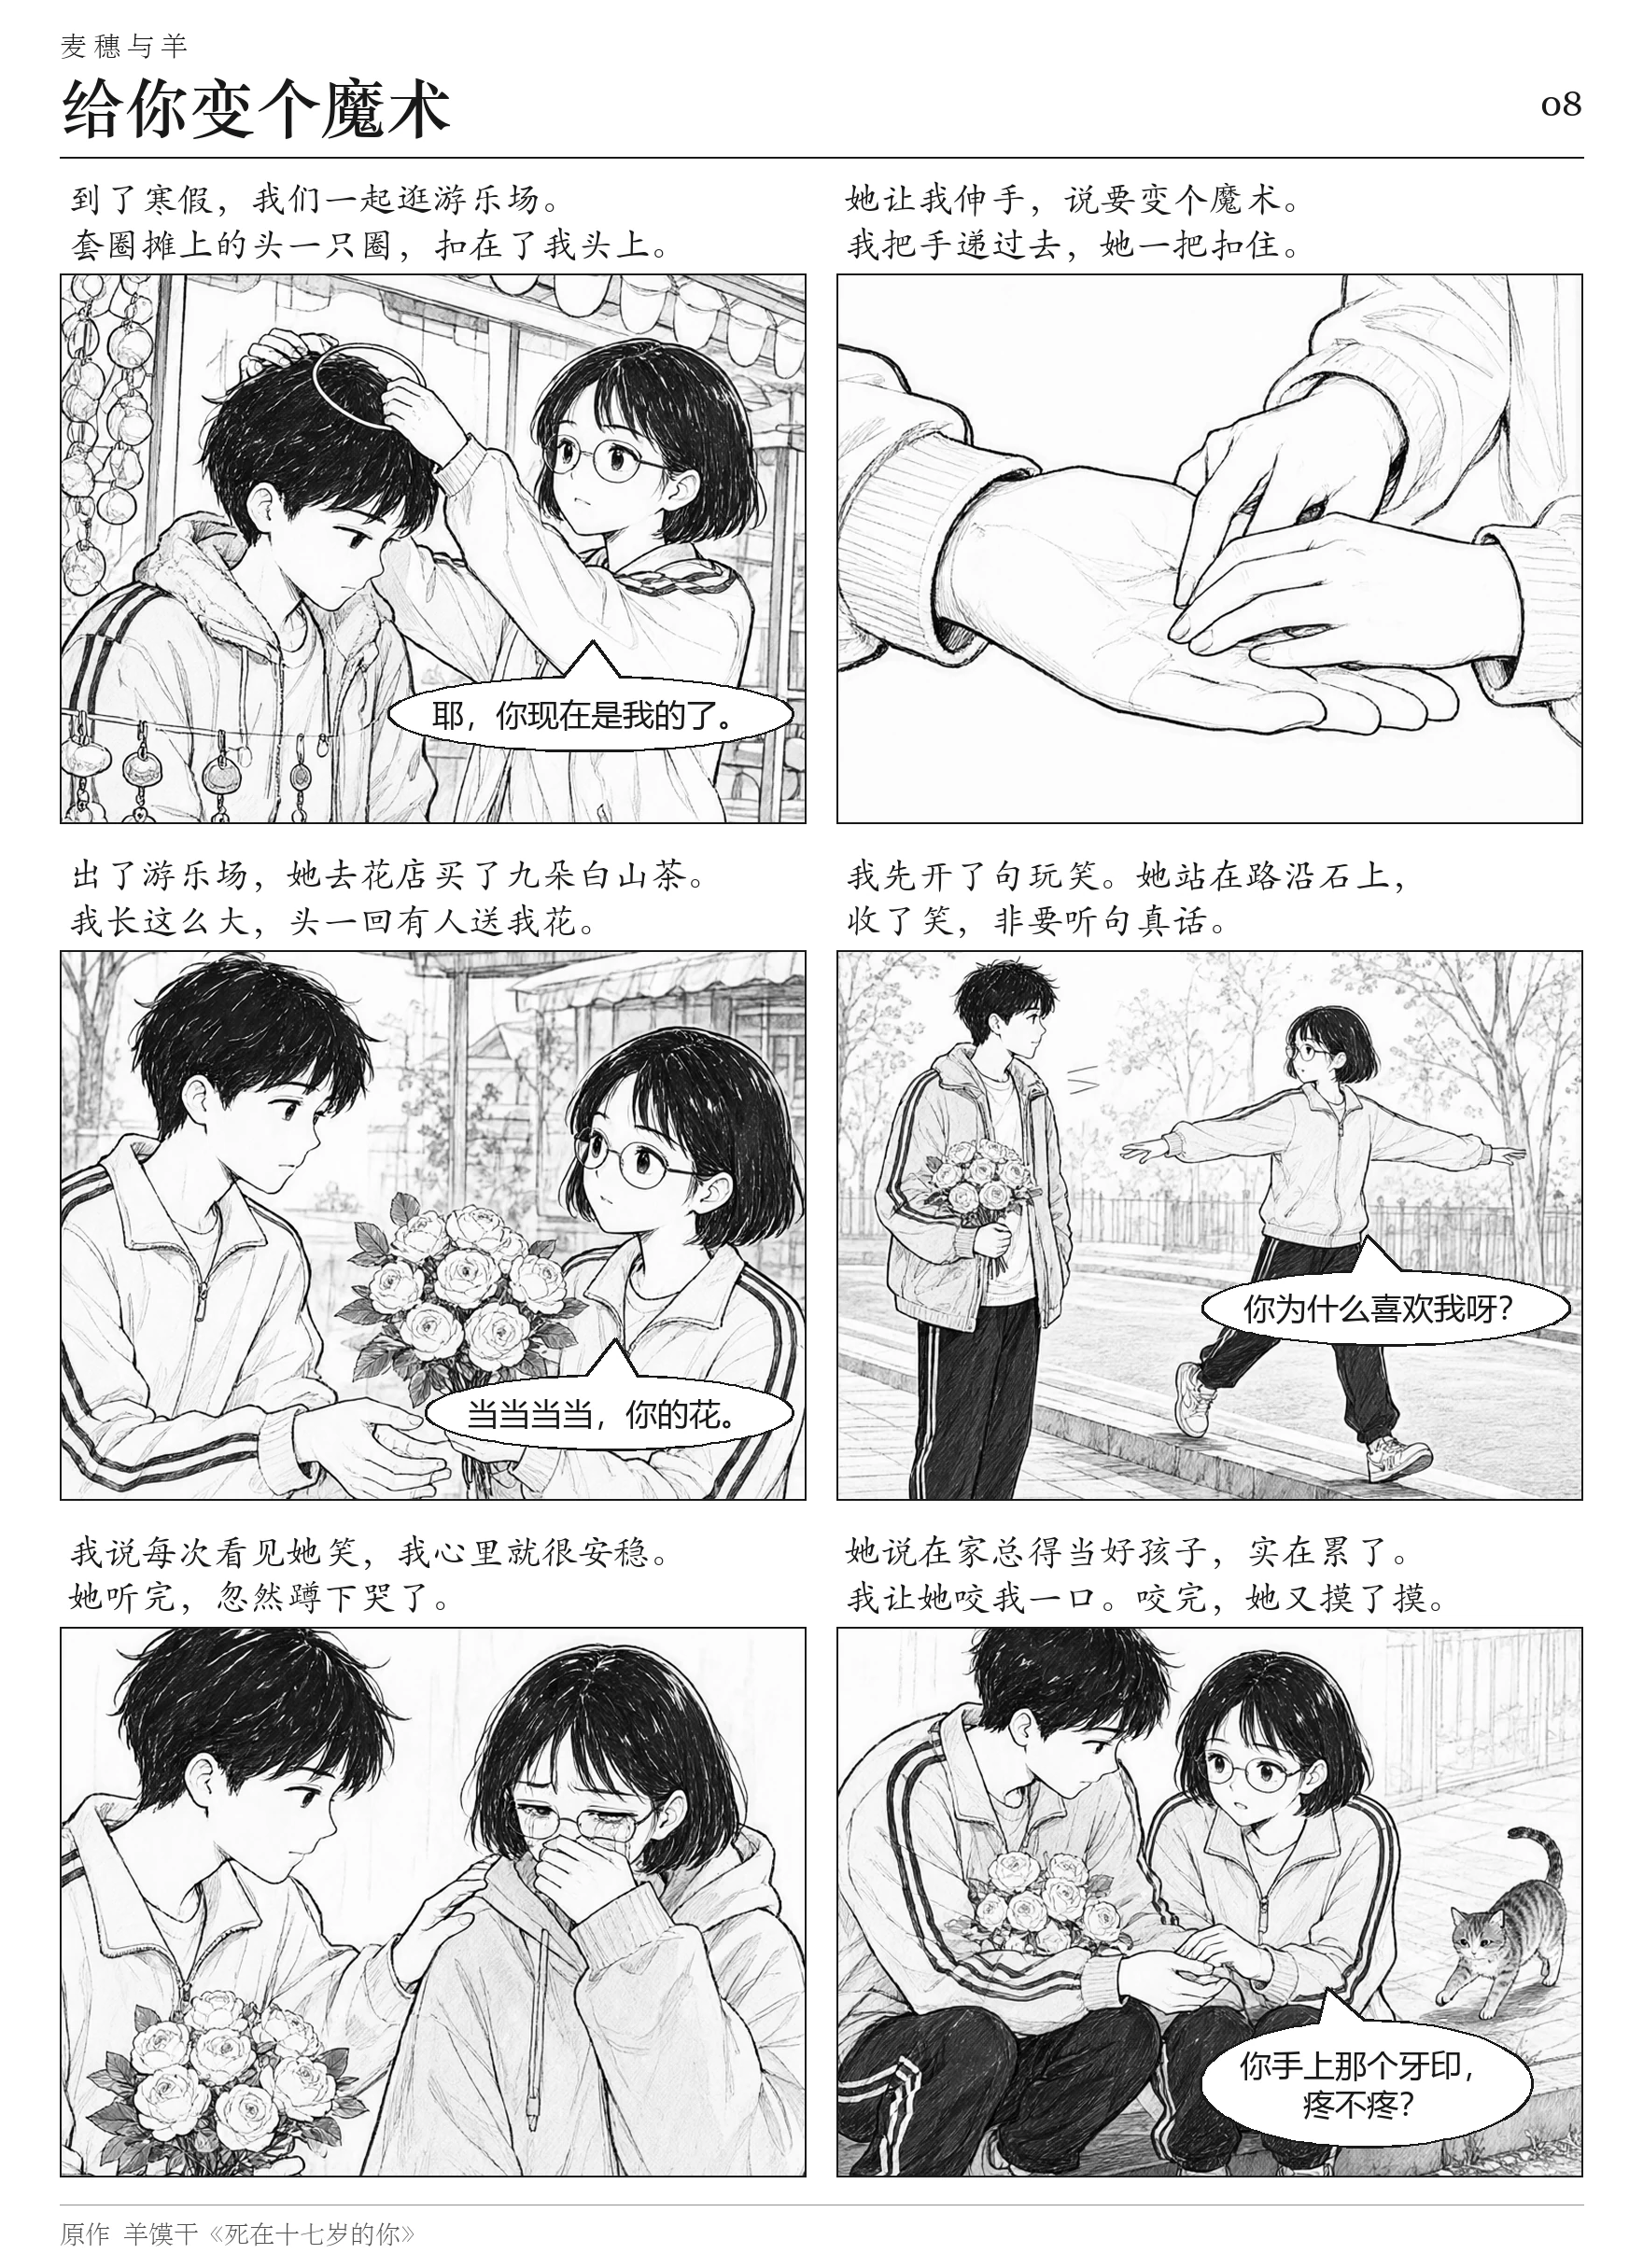 麦穗与羊
给你变个魔术
08
到了寒假，我们一起逛游乐场。
套圈摊上的头一只圈，扣在了我头上。
耶，你现在是我的了。
她让我伸手，说要变个魔术。
我把手递过去，她一把扣住。
出了游乐场，她去花店买了九朵白山茶。
我长这么大，头一回有人送我花。
当当当当，你的花。
我先开了句玩笑。她站在路沿石上，
收了笑，非要听句真话。
你为什么喜欢我呀？
我说每次看见她笑，我心里就很安稳。
她听完，忽然蹲下哭了。
她说在家总得当好孩子，实在累了。
我让她咬我一口。咬完，她又摸了摸。
你手上那个牙印，
疼不疼？
原作 羊馍干《死在十七岁的你》